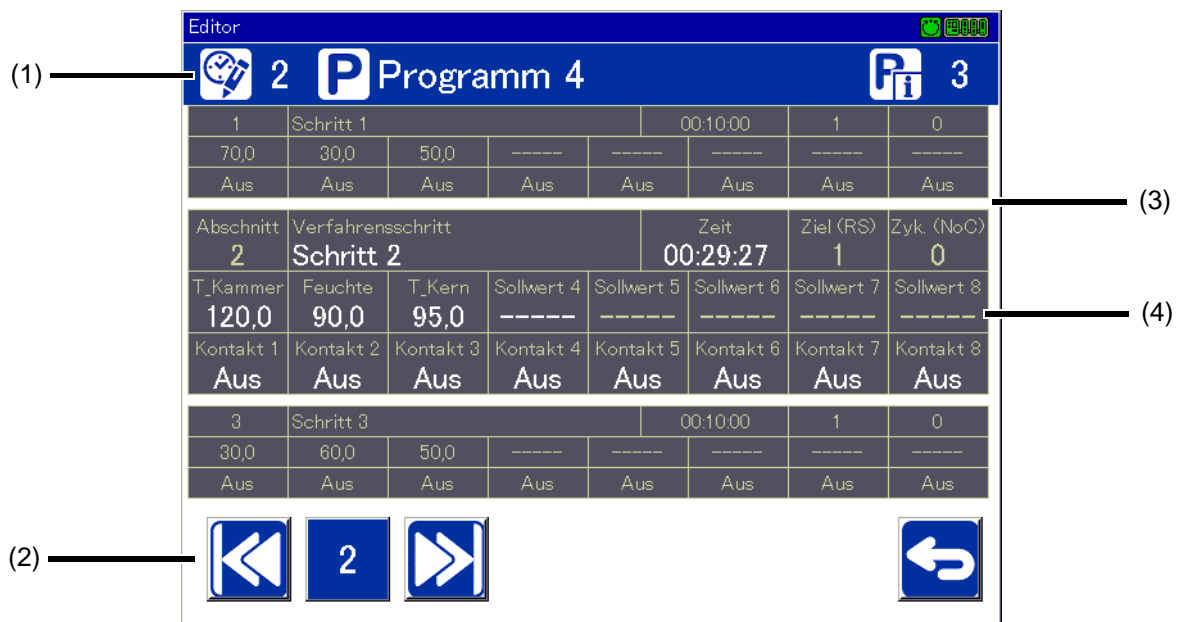 Editor
(1) 2 P Programm 4 Pi 3
1 Schritt 1 00:10:00 1 0
70,0 30,0 50,0 ----- ----- ----- ----- -----
Aus Aus Aus Aus Aus Aus Aus Aus
(3)
Abschnitt Verfahrensschritt Zeit Ziel (RS) Zyk. (NoC)
2 Schritt 2 00:29:27 1 0
T_Kammer Feuchte T_Kern Sollwert 4 Sollwert 5 Sollwert 6 Sollwert 7 Sollwert 8
120,0 90,0 95,0 ----- ----- ----- ----- ----- (4)
Kontakt 1 Kontakt 2 Kontakt 3 Kontakt 4 Kontakt 5 Kontakt 6 Kontakt 7 Kontakt 8
Aus Aus Aus Aus Aus Aus Aus Aus
3 Schritt 3 00:10:00 1 0
30,0 60,0 50,0 ----- ----- ----- ----- -----
Aus Aus Aus Aus Aus Aus Aus Aus
(2) 2